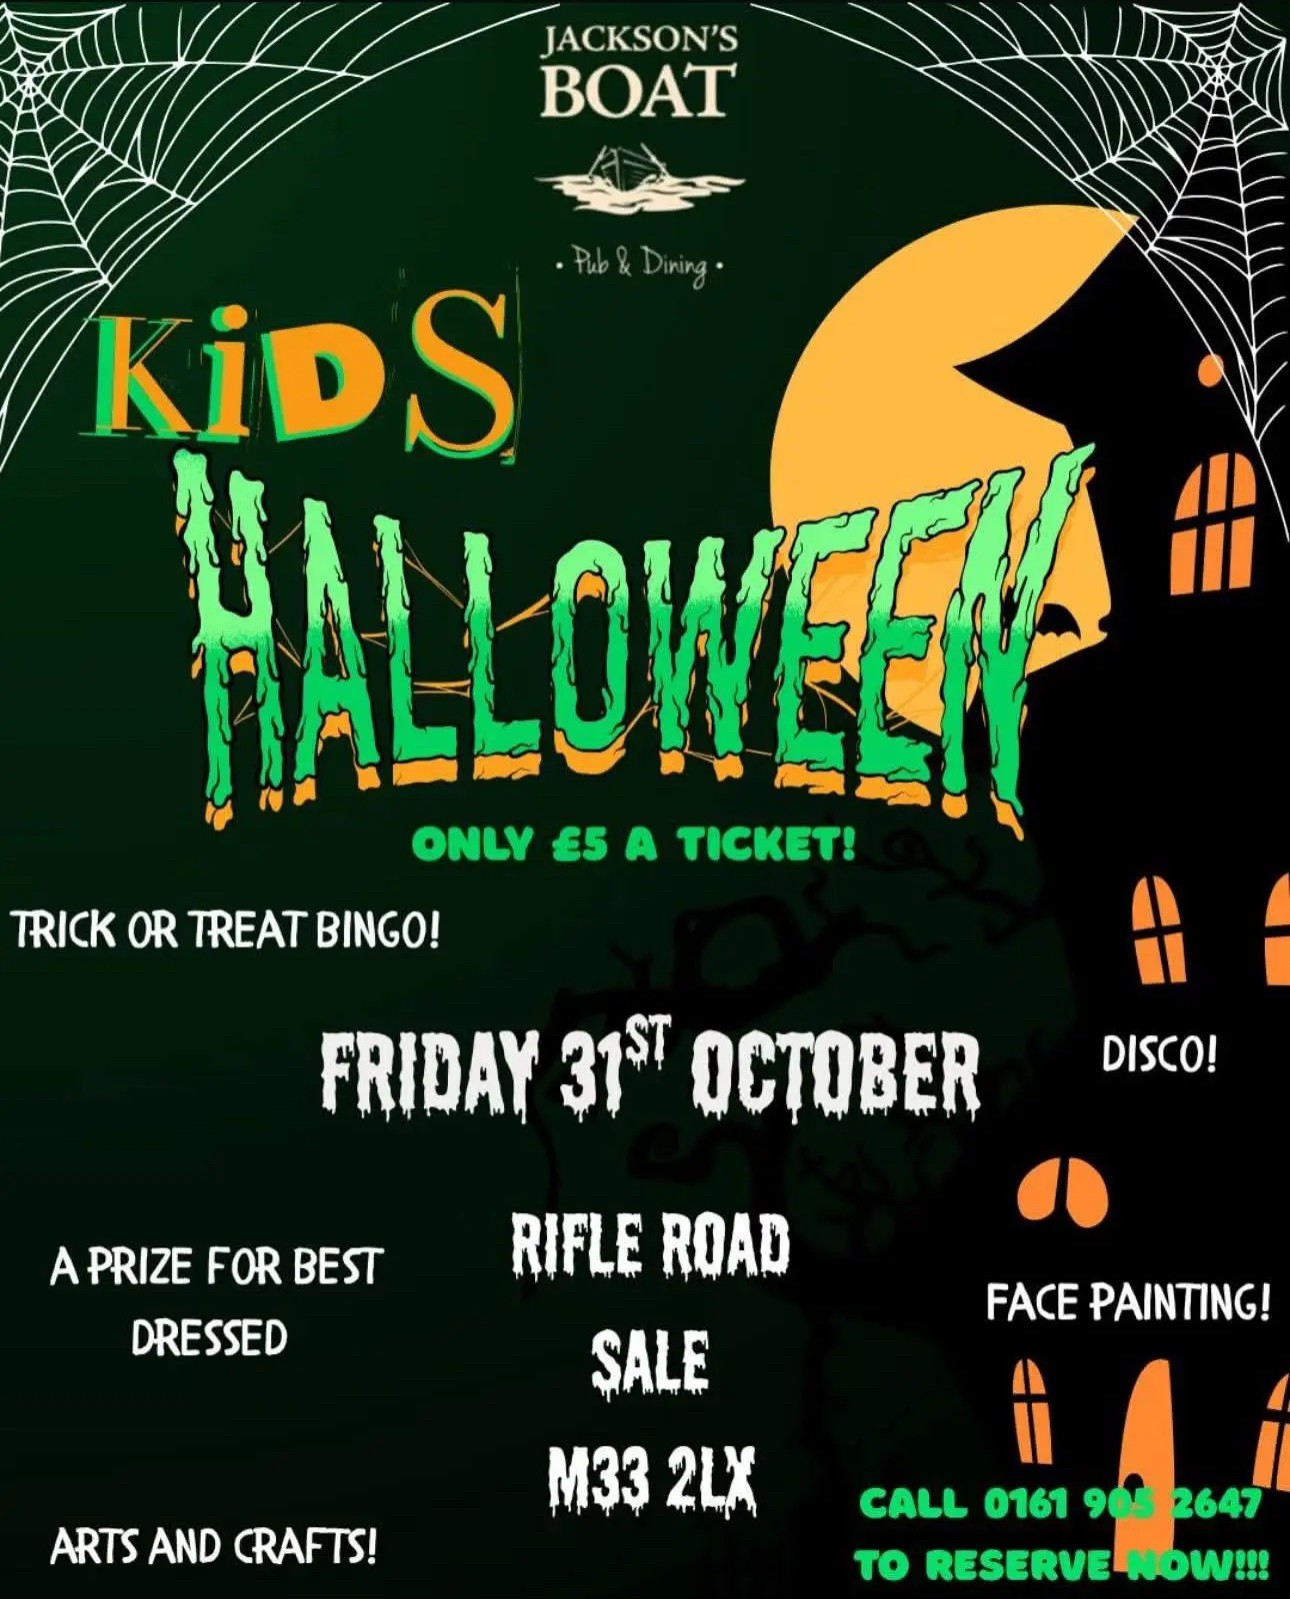 JACKSON'S
BOAT
• Pub & Dining •
KiDS
HALLOWEEN
ONLY £5 A TICKET!
TRICK OR TREAT BINGO!
FRIDAY 31ST OCTOBER
DISCO!
RIFLE ROAD
A PRIZE FOR BEST
DRESSED
FACE PAINTING!
SALE
M33 2LX
CALL 0161 905 2647
TO RESERVE NOW!!!
ARTS AND CRAFTS!